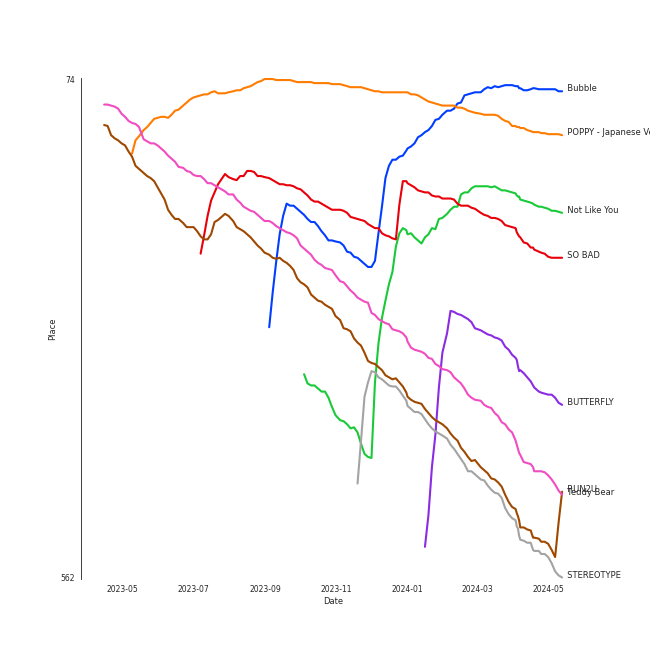 74
Bubble
POPPY - Japanese Ve
Not Like You
SO BAD
Place
BUTTERFLY
RUN2U
Teddy Bear
STEREOTYPE
562
2023-05 2023-07 2023-09 2023-11 2024-01 2024-03 2024-05
Date